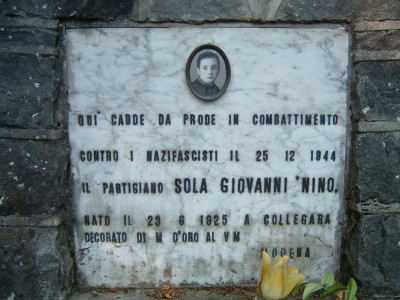 QUI' CADDE DA PRODE IN COMBATTIMENTO
CONTRO I NAZIFASCISTI IL 25 12 1944
IL PARTIGIANO SOLA GIOVANNI 'NINO,
NATO IL 23 6 1925 A COLLEGARA
DECORATO DI M D'ORO AL V M
MODENA